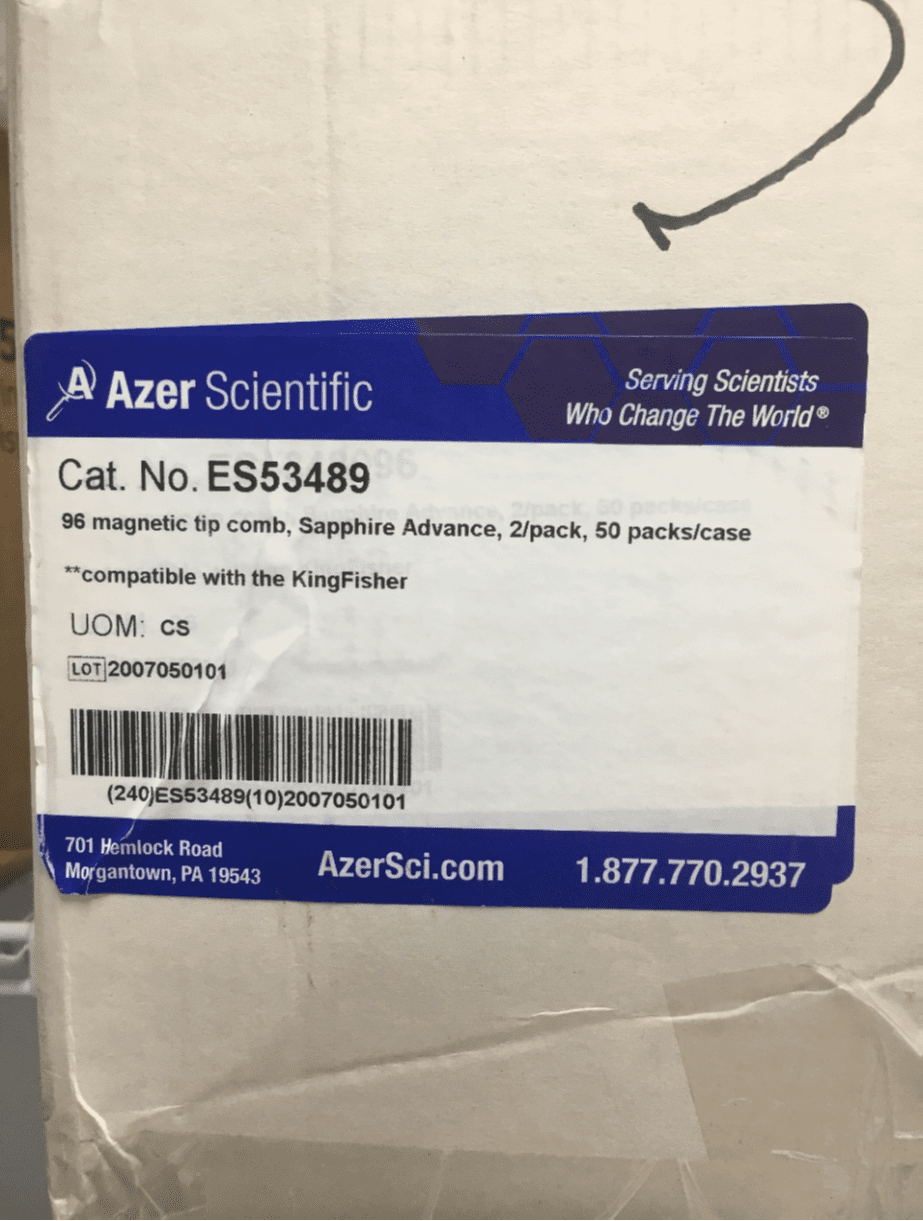 A Azer Scientific
Serving Scientists
Who Change The World®
Cat. No. ES53489
96 magnetic tip comb, Sapphire Advance, 2/pack, 50 packs/case
**compatible with the KingFisher
UOM: cs
LOT 2007050101
(240)ES53489(10)2007050101
701 Hemlock Road
Morgantown, PA 19543
AzerSci.com
1.877.770.2937